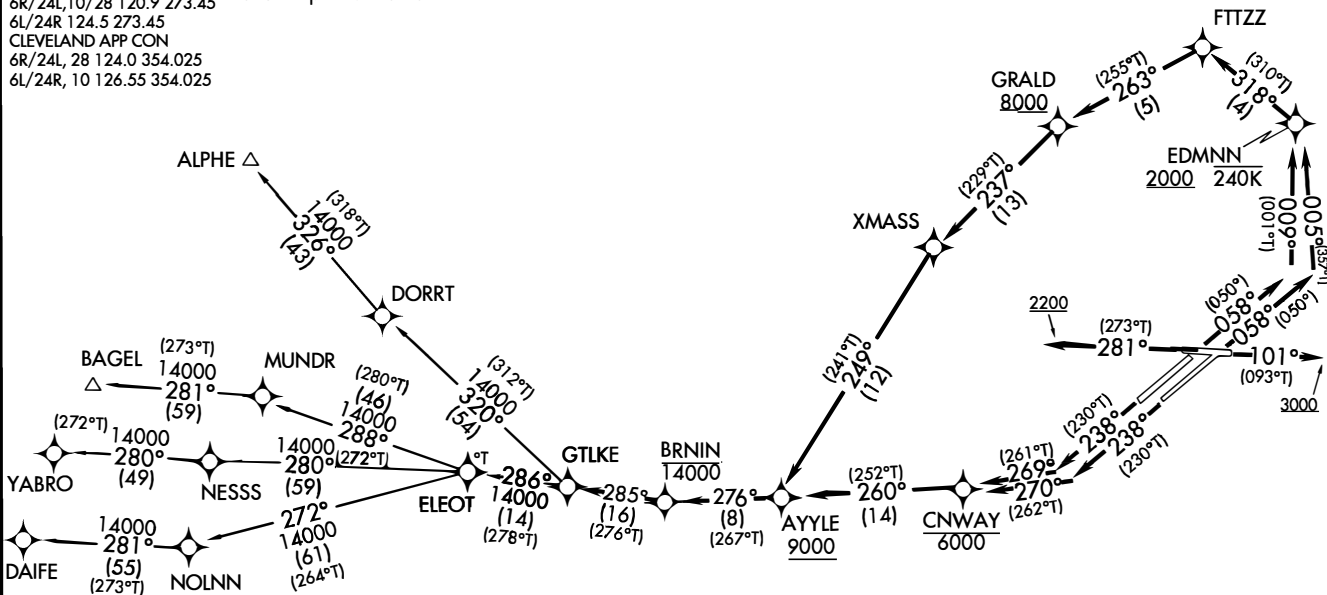 6R/24L,10/28 120.9 273.45
6L/24R 124.5 273.45
CLEVELAND APP CON
6R/24L, 28 124.0 354.025
6L/24R, 10 126.55 354.025
FTTZZ
(310°T)
318°
(4)
(255°T)
263°
(5)
GRALD
8000
EDMNN
2000 240K
(229°T)
237°
(13)
XMASS
009°
(001°T)
005°
(357°T)
ALPHE
(318°T)
14000
326°
(43)
DORRT
(050°)
058°
058°
(050°)
2200
(273°T)
281°
101°
(093°T)
3000
(241°T)
249°
(12)
BAGEL
(273°T)
14000
281°
(59)
MUNDR
(280°T)
(46)
14000
288°
(312°T)
14000
320°
(54)
(230°T)
238°
238°
(230°T)
(272°T)
14000
280°
(49)
YABRO
NESSS
14000
280°
(272°T)
(59)
°T
ELEOT
286°
14000
(14)
(278°T)
GTLKE
285°
(16)
(276°T)
BRNIN
14000
276°
(8)
(267°T)
AYYLE
9000
(252°T)
260°
(14)
CNWAY
6000
(261°T)
269°
270°
(262°T)
272°
14000
(61)
(264°T)
14000
281°
(55)
(273°T)
DAIFE
NOLNN